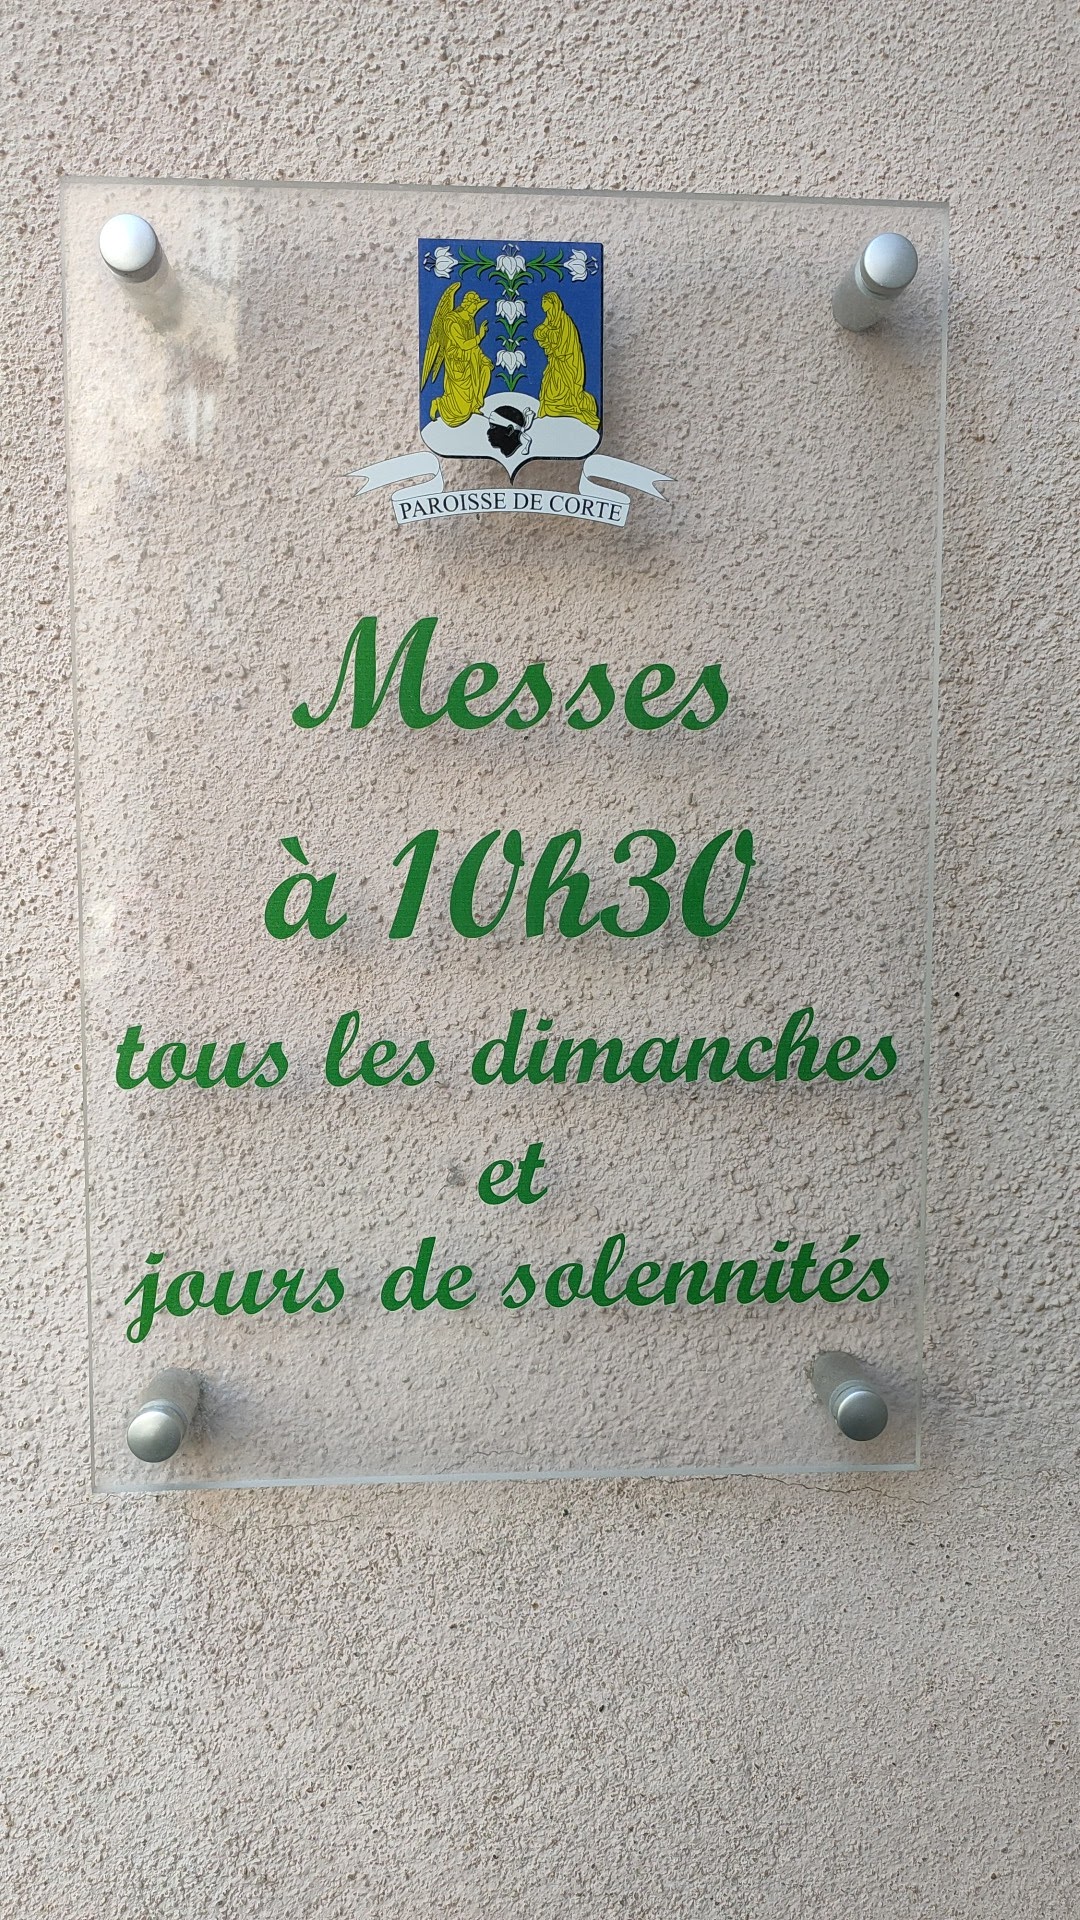 PAROISSE DE CORTE
Messes
à 10h30
tous les dimanches
et
jours de solennités